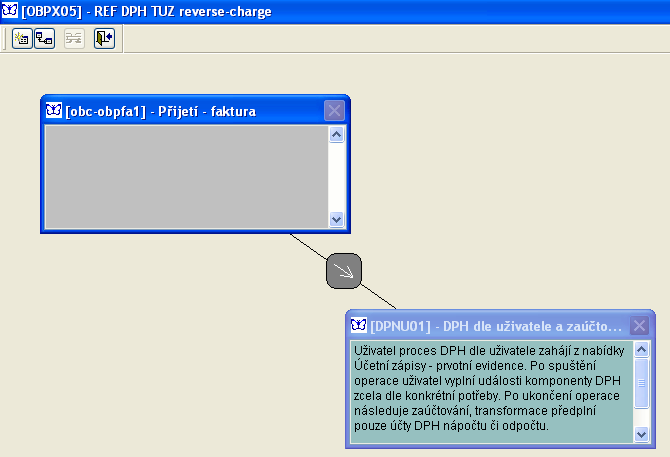 [OBPX05] - REF DPH TUZ reverse-charge
[obc-obpfa1] - Přijetí - faktura
[DPNU01] - DPH dle uživatele a zaúčto...
Uživatel proces DPH dle uživatele zahájí z nabídky
Účetní zápisy - prvotní evidence. Po spuštění
operace uživatel vyplní události komponenty DPH
zcela dle konkrétní potřeby. Po ukončení operace
následuje zaúčtování, transformace předplní
pouze účty DPH nápočtu či odpočtu.